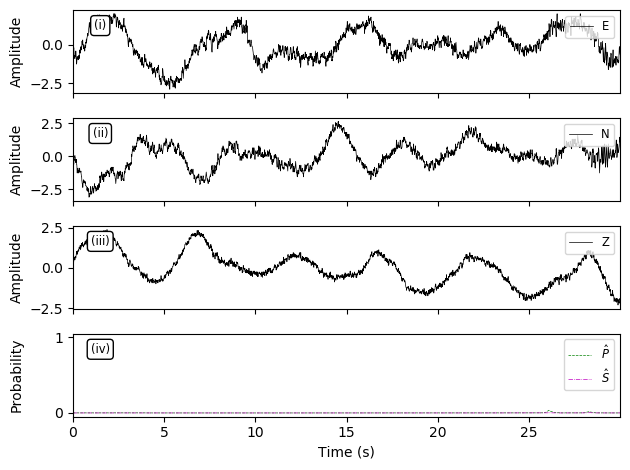 (i)
E
0.0
−2.5
Amplitude
(ii)
N
2.5
0.0
−2.5
Amplitude
(iii)
Z
2.5
0.0
−2.5
Amplitude
(iv)
P̂
Ŝ
1
0
Probability
0 5 10 15 20 25
Time (s)